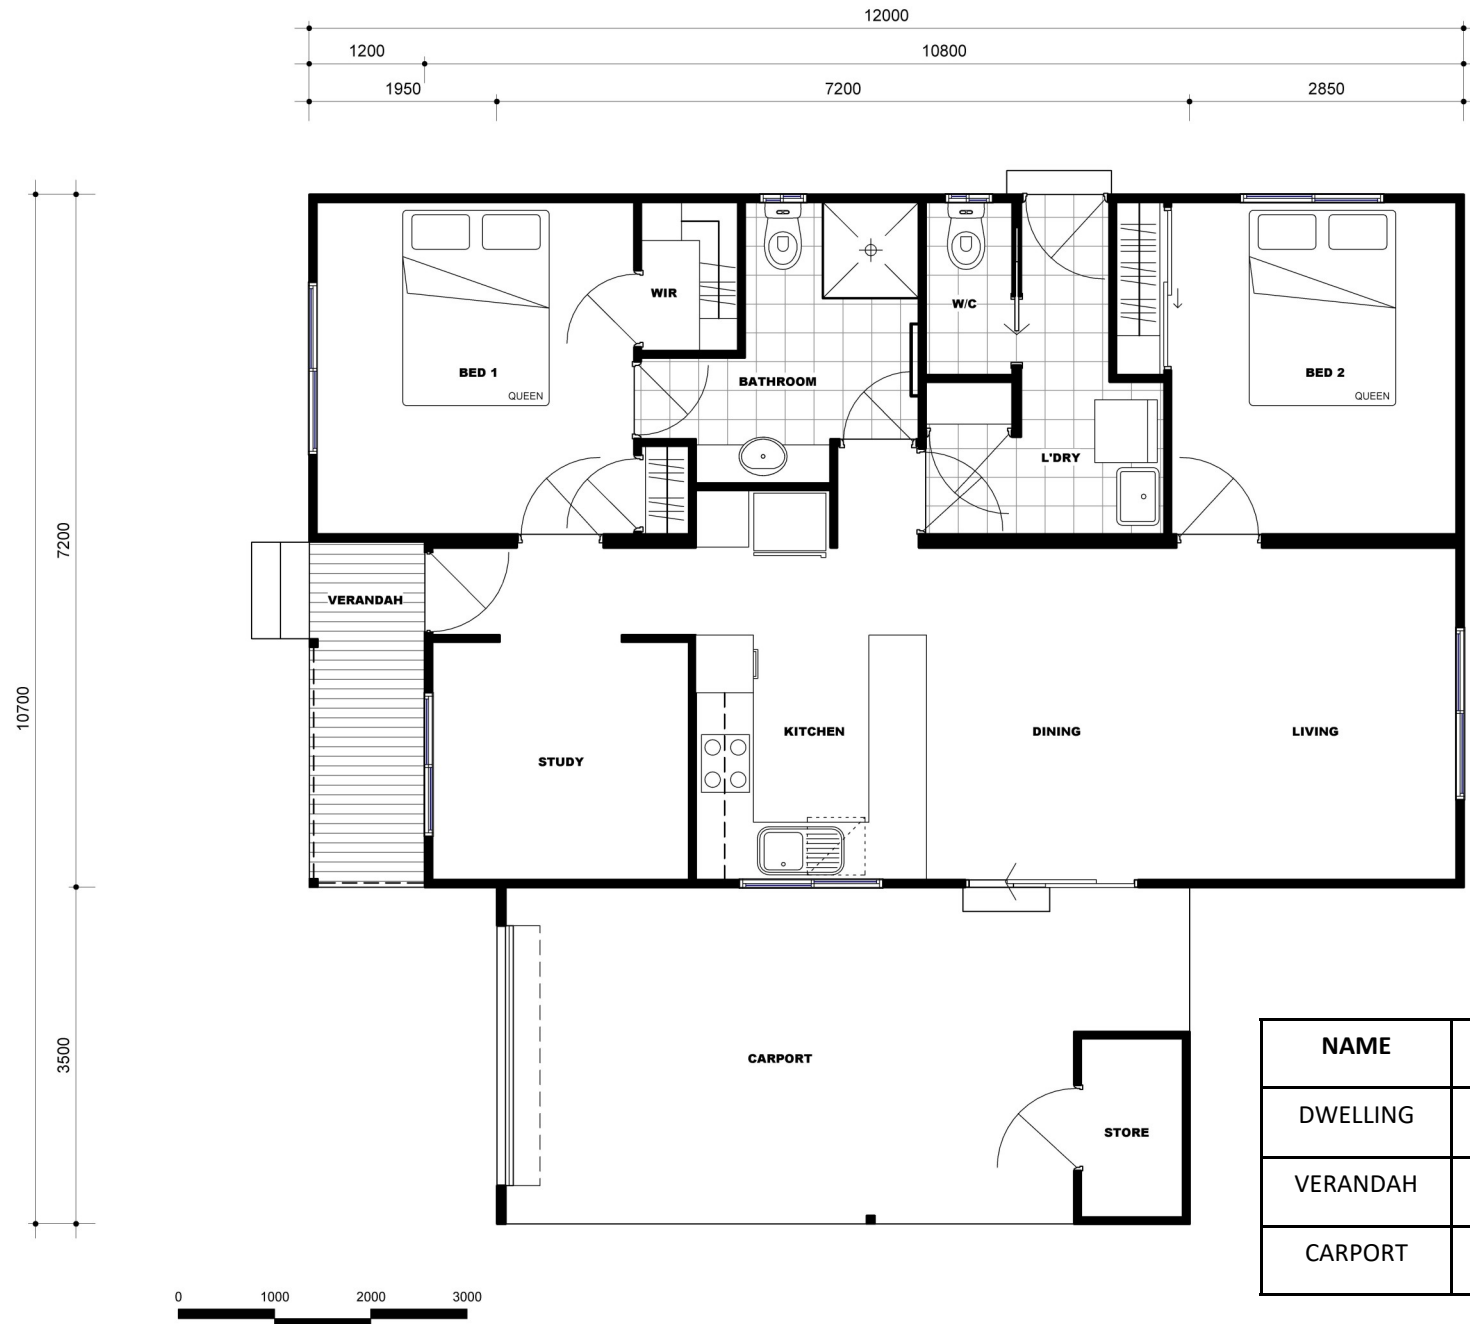 12000
1200 10800
1950 7200 2850
WIR
W/C
BED 1
BATHROOM
BED 2
QUEEN
QUEEN
L'DRY
7200
VERANDAH
10700
KITCHEN
DINING
LIVING
STUDY
3500
CARPORT
STORE
NAME
DWELLING
VERANDAH
CARPORT
0 1000 2000 3000